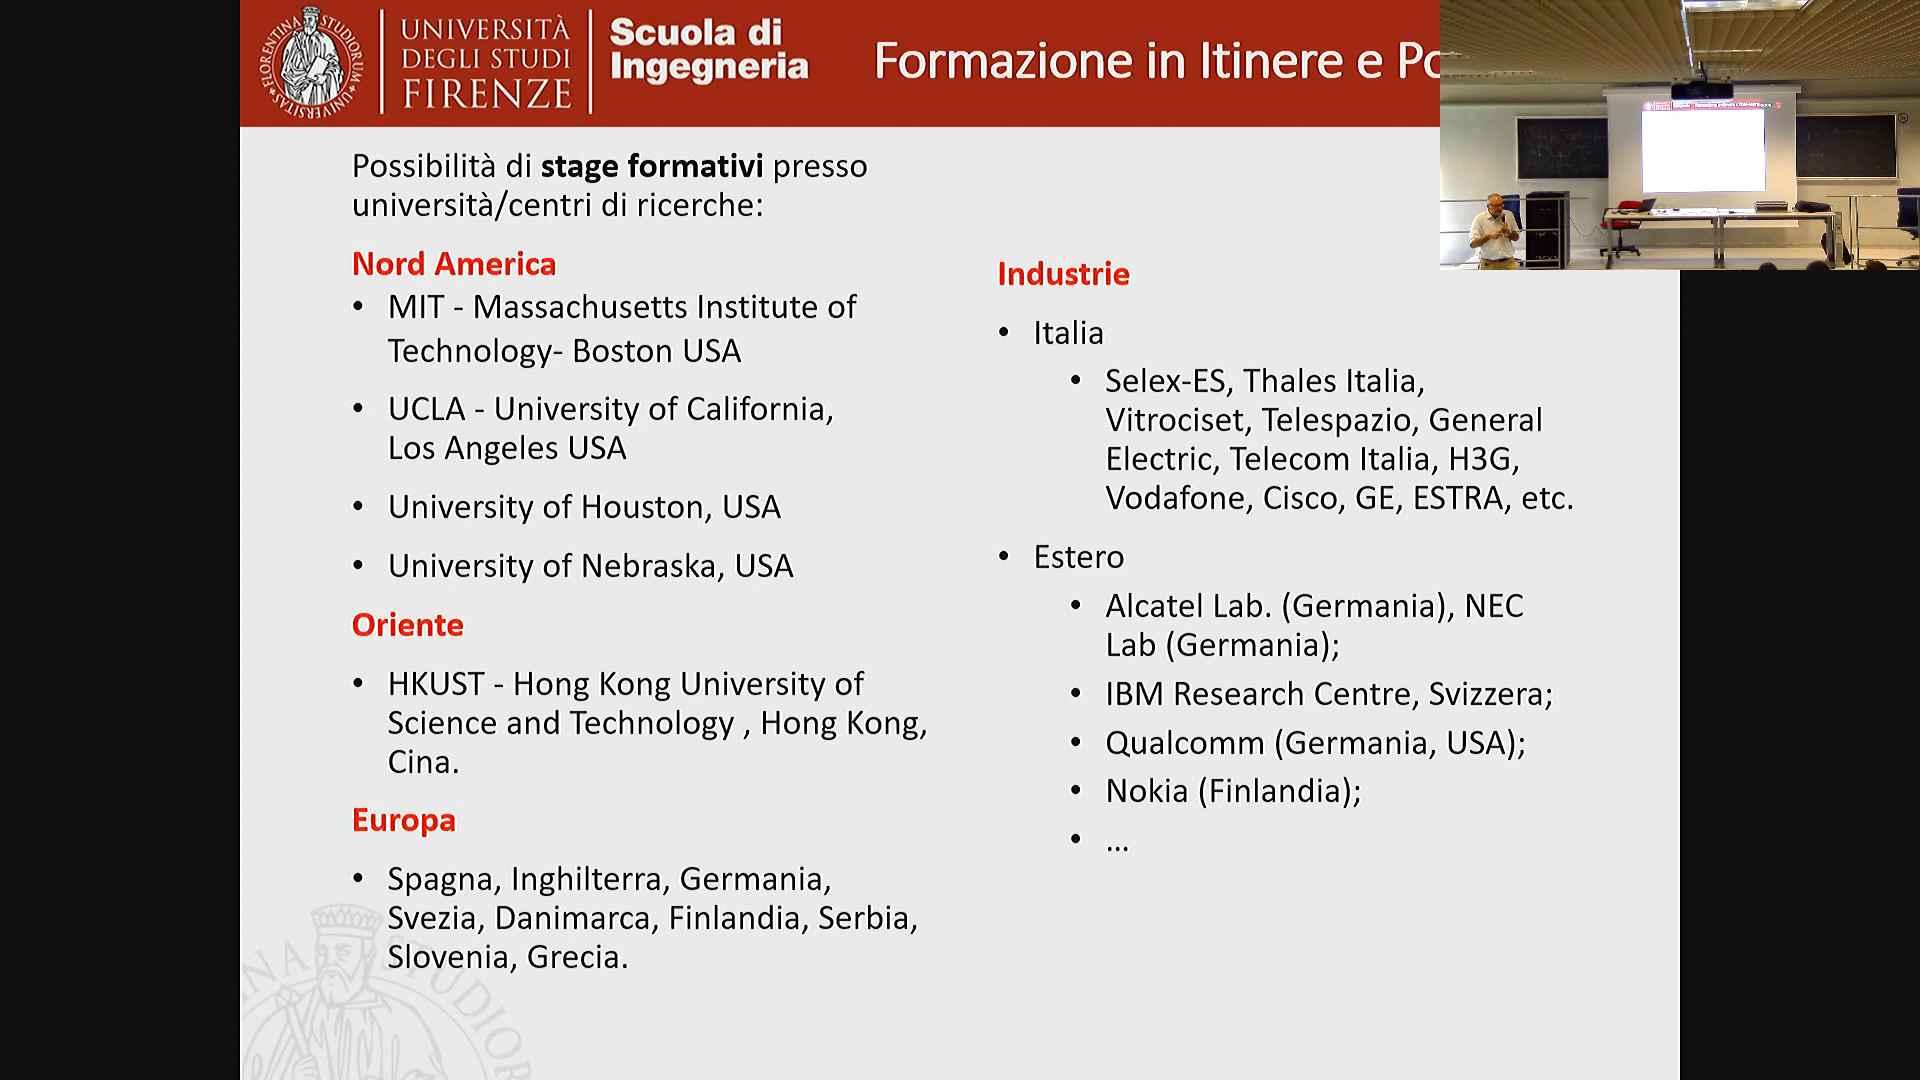 UNIVERSITÀ
DEGLI STUDI
FIRENZE
Scuola di
Ingegneria
Formazione in Itinere e
Possibilità di stage formativi presso
università/centri di ricerche:
Nord America
• MIT - Massachusetts Institute of
Technology- Boston USA
• UCLA - University of California,
Los Angeles USA
• University of Houston, USA
• University of Nebraska, USA
Oriente
• HKUST - Hong Kong University of
Science and Technology , Hong Kong,
Cina.
Europa
• Spagna, Inghilterra, Germania,
Svezia, Danimarca, Finlandia, Serbia,
Slovenia, Grecia.
Industrie
• Italia
• Selex-ES, Thales Italia,
Vitrociset, Telespazio, General
Electric, Telecom Italia, H3G,
Vodafone, Cisco, GE, ESTRA, etc.
• Estero
• Alcatel Lab. (Germania), NEC
Lab (Germania);
• IBM Research Centre, Svizzera;
• Qualcomm (Germania, USA);
• Nokia (Finlandia);
• ...